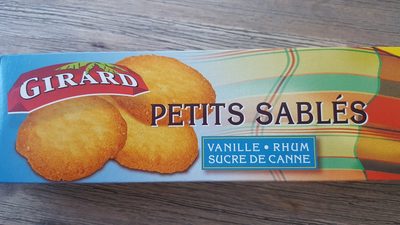 GIRARD
PETITS SABLÉS
VANILLE • RHUM
SUCRE DE CANNE